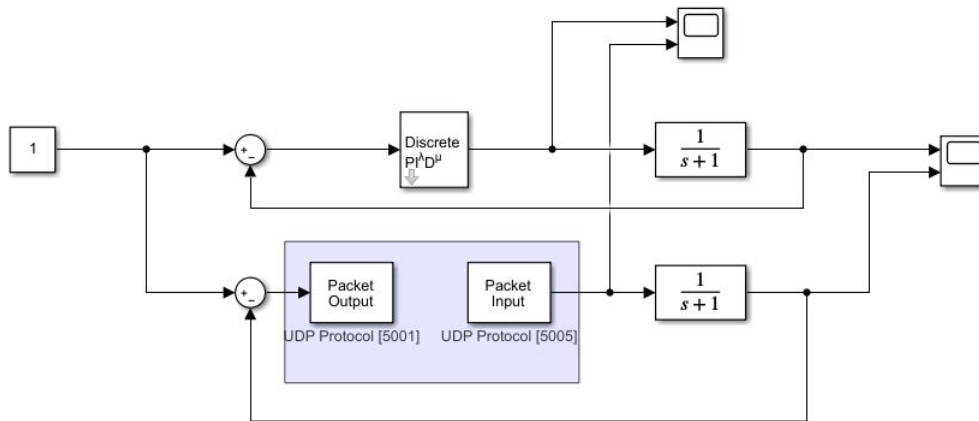 1
+
−
Discrete
PI^λD^μ
1
s+1
+
−
Packet
Output
Packet
Input
1
s+1
UDP Protocol [5001]
UDP Protocol [5005]